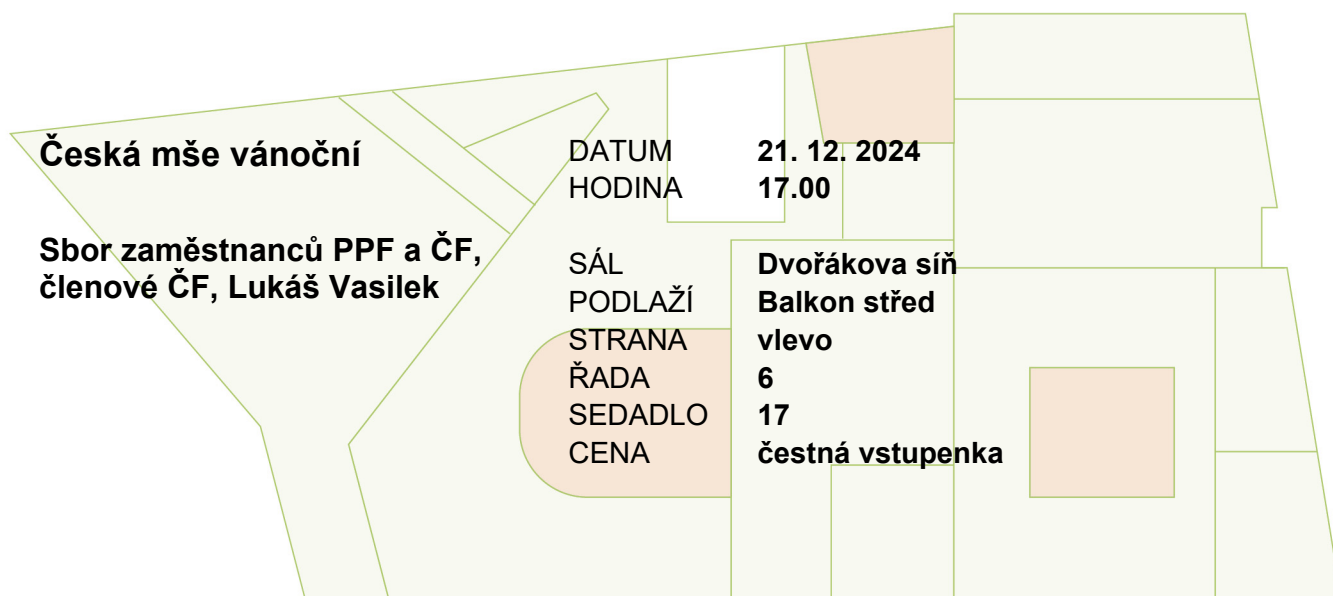 Česká mše vánoční
Sbor zaměstnanců PPF a ČF,
členové ČF, Lukáš Vasilek
DATUM 21. 12. 2024
HODINA 17.00
SÁL Dvořákova síň
PODLAŽÍ Balkon střed
STRANA vlevo
ŘADA 6
SEDADLO 17
CENA čestná vstupenka